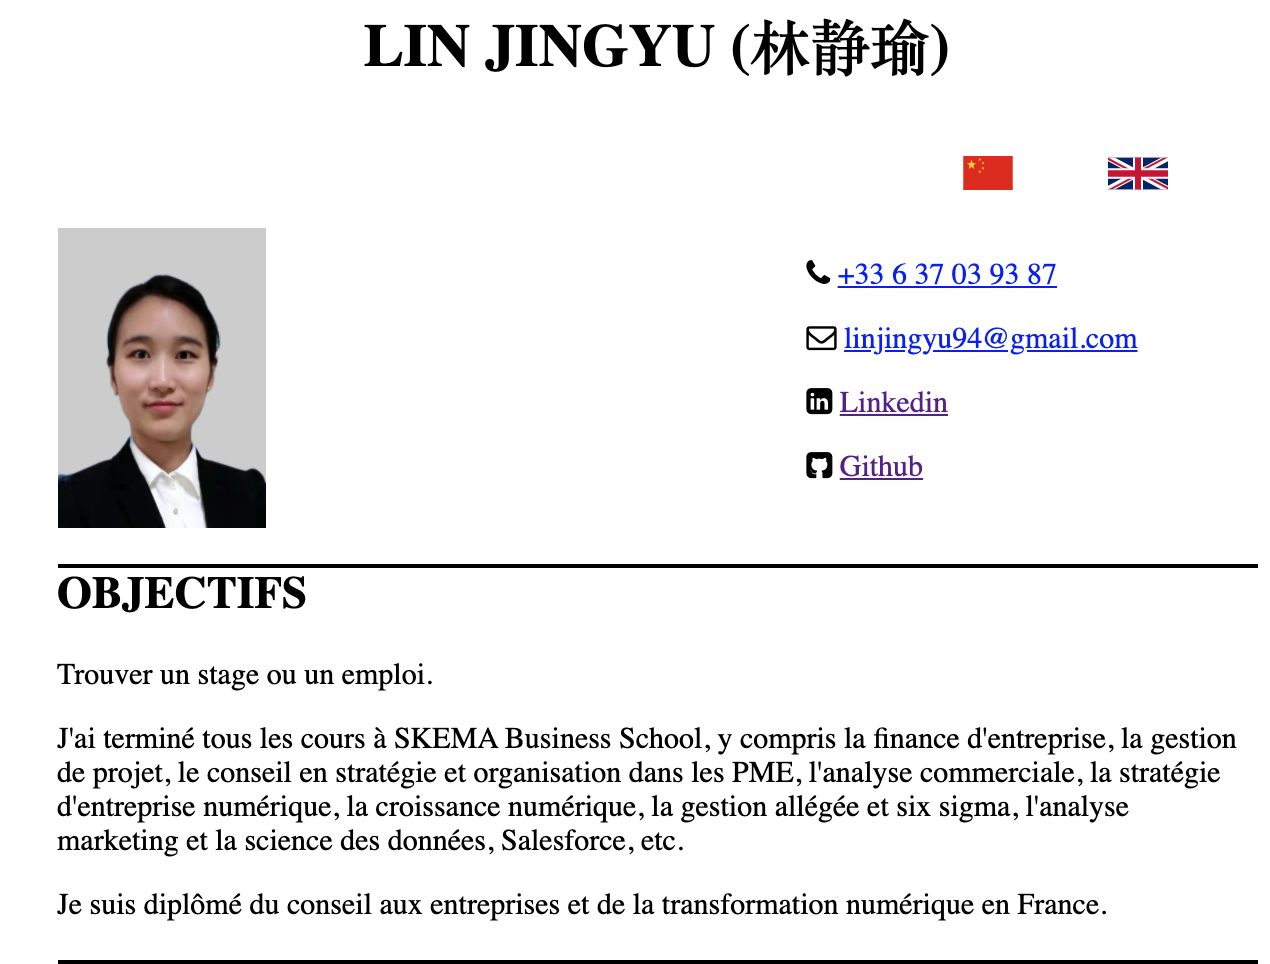 LIN JINGYU (林静瑜)
+33 6 37 03 93 87
linjingyu94@gmail.com
Linkedin
Github
OBJECTIFS
Trouver un stage ou un emploi.
J'ai terminé tous les cours à SKEMA Business School, y compris la finance d'entreprise, la gestion
de projet, le conseil en stratégie et organisation dans les PME, l'analyse commerciale, la stratégie
d'entreprise numérique, la croissance numérique, la gestion allégée et six sigma, l'analyse
marketing et la science des données, Salesforce, etc.
Je suis diplômé du conseil aux entreprises et de la transformation numérique en France.